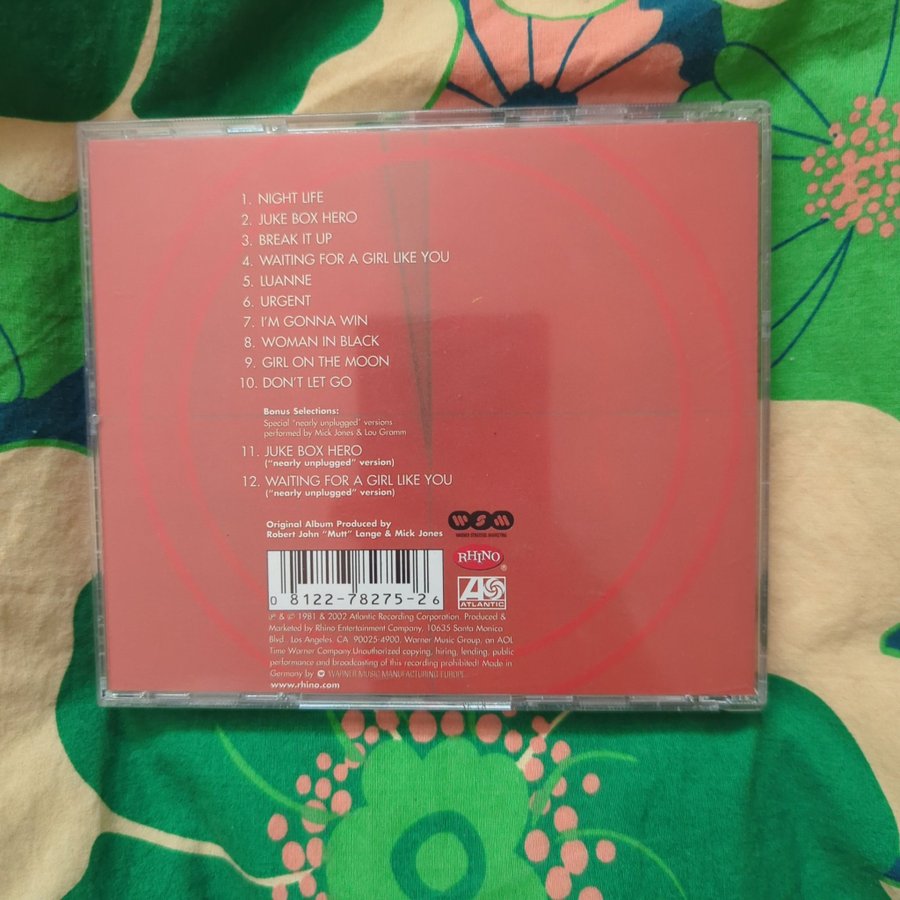 1. NIGHT LIFE
2. JUKE BOX HERO
3. BREAK IT UP
4. WAITING FOR A GIRL LIKE YOU
5. LUANNE
6. URGENT
7. I'M GONNA WIN
8. WOMAN IN BLACK
9. GIRL ON THE MOON
10. DON'T LET GO
Bonus Selections:
Special "nearly unplugged" versions
performed by Mick Jones & Lou Gramm
11. JUKE BOX HERO
("nearly unplugged" version)
12. WAITING FOR A GIRL LIKE YOU
("nearly unplugged" version)
Original Album Produced by
Robert John "Mutt" Lange & Mick Jones
WSM
WARNER STRATEGIC MARKETING
RHINO®
ATLANTIC
0 81227-8275-2 6
℗ & © 1981 & 2002 Atlantic Recording Corporation. Produced &
Marketed by Rhino Entertainment Company, 10635 Santa Monica
Blvd., Los Angeles, CA 90025-4900. Warner Music Group, an AOL
Time Warner Company Unauthorized copying, hiring, lending, public
performance and broadcasting of this recording prohibited! Made in
Germany by WARNER MUSIC MANUFACTURING EUROPE
www.rhino.com